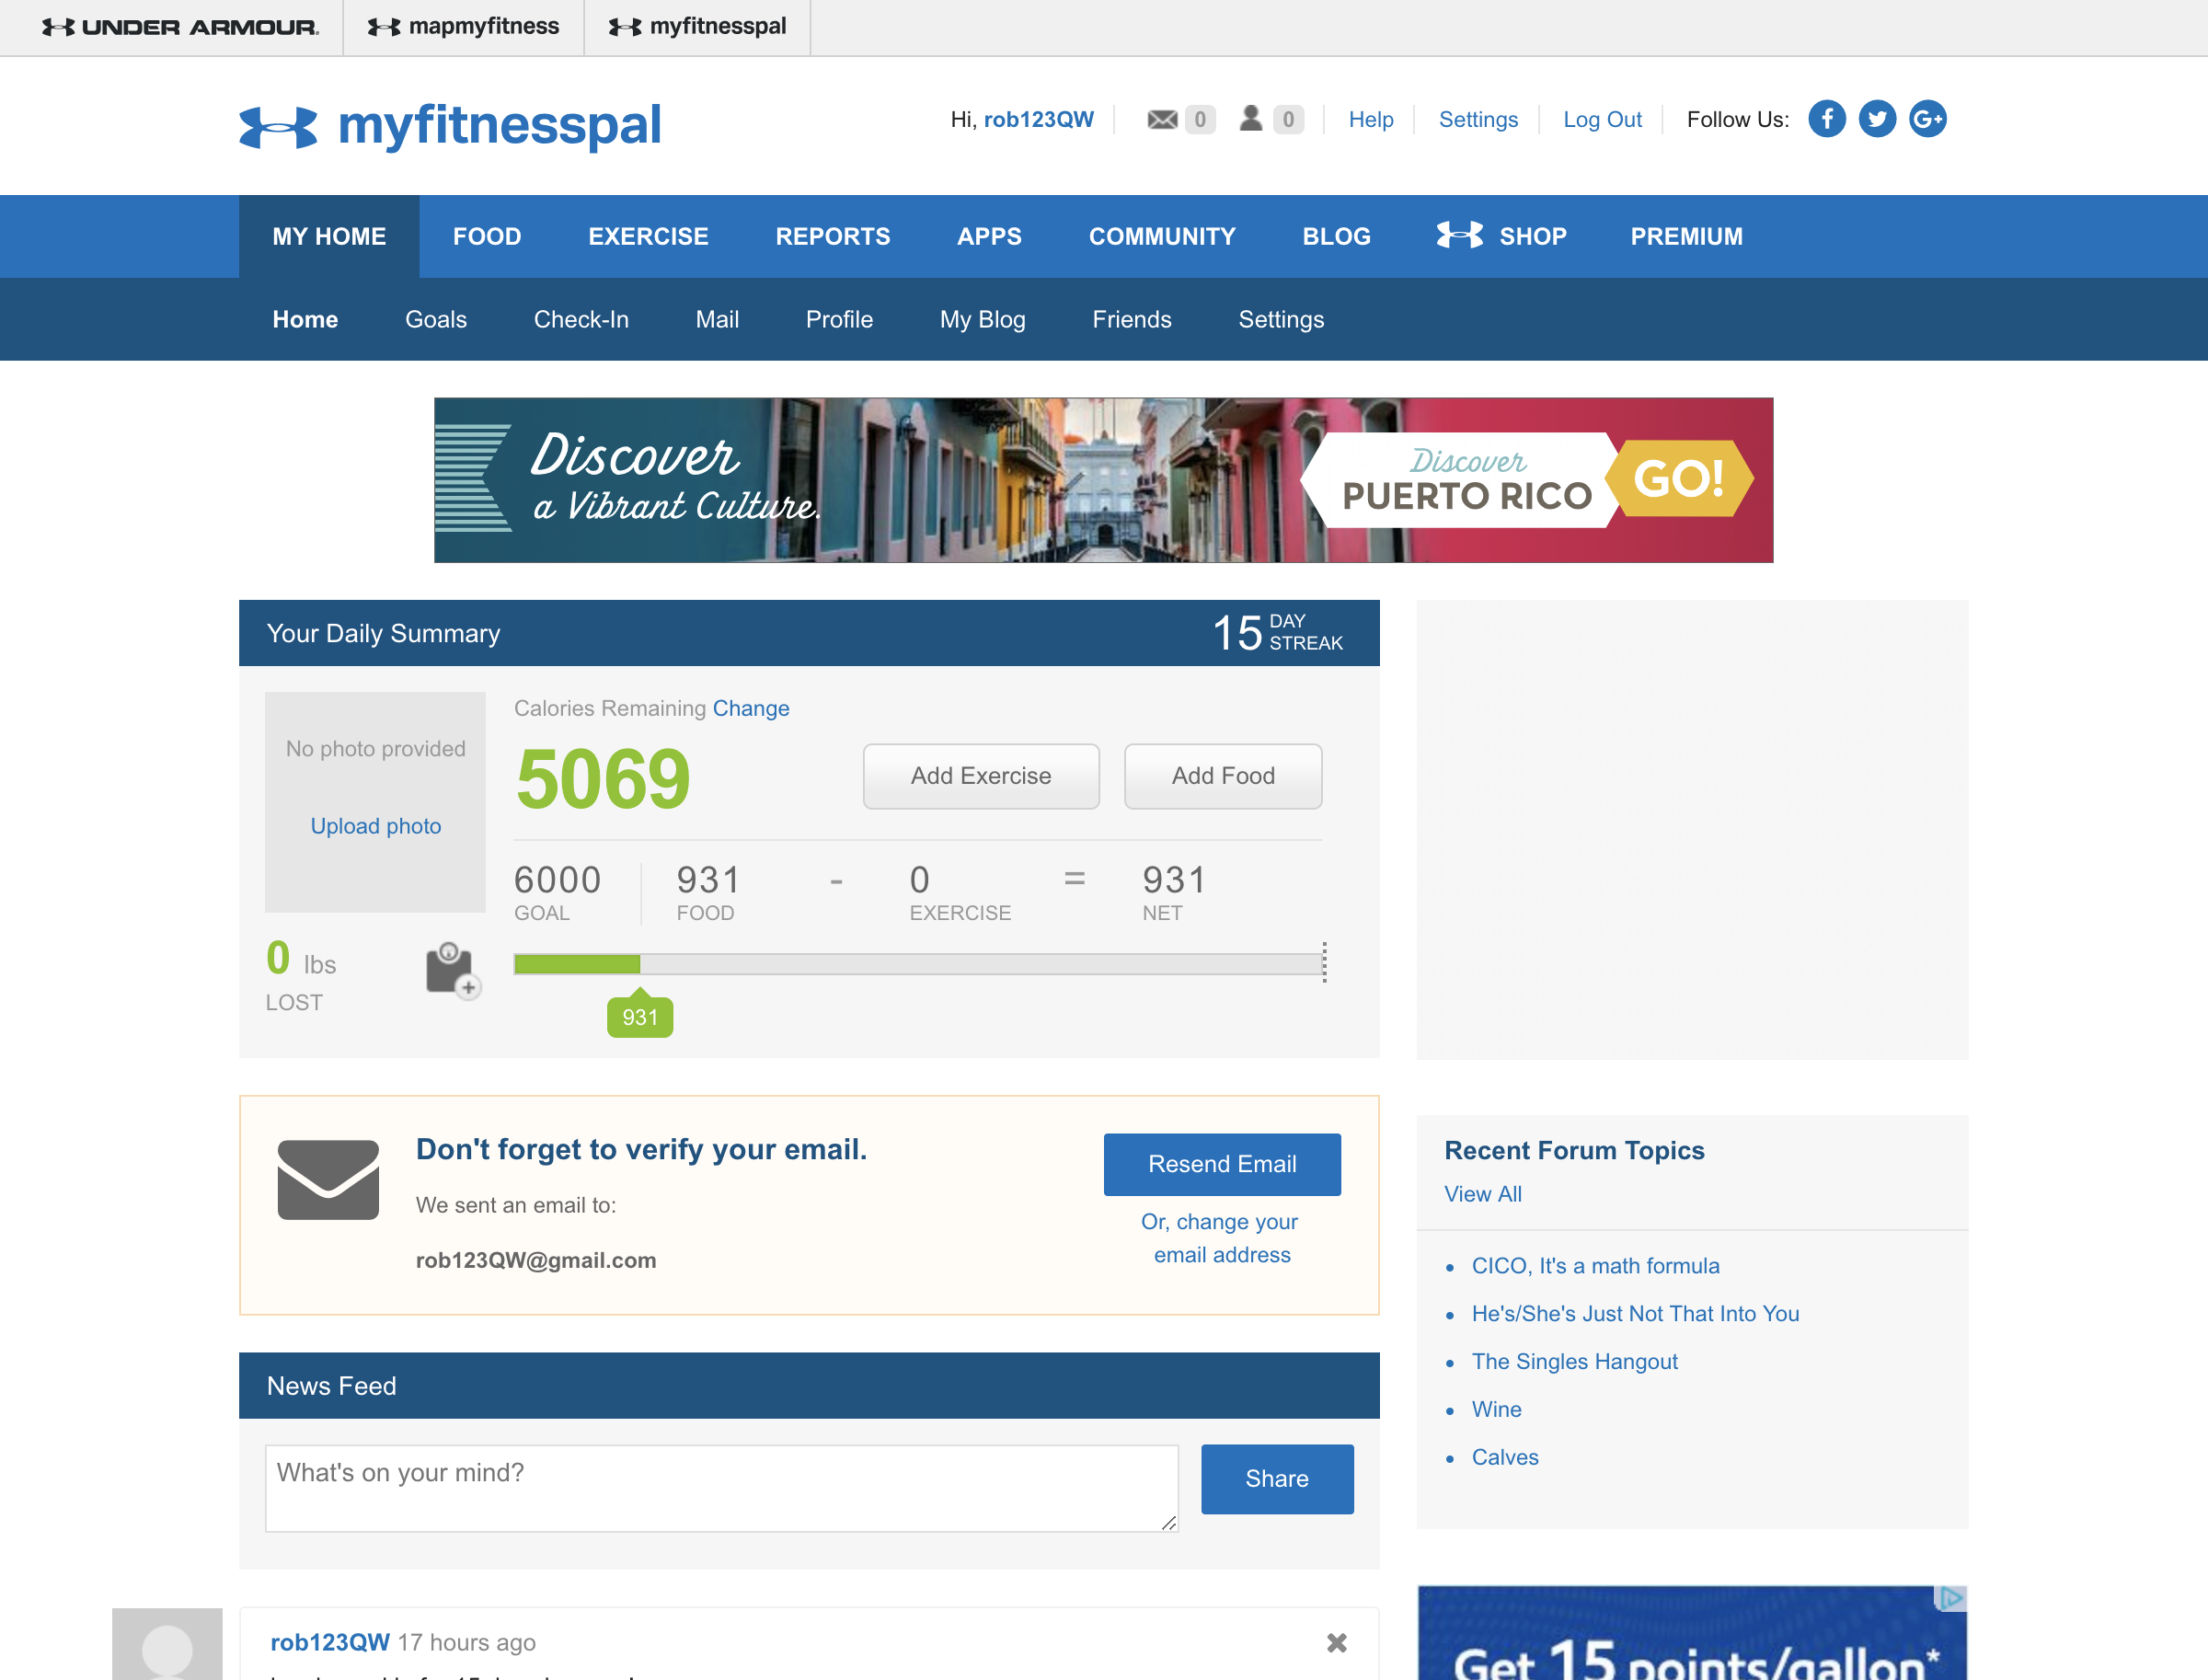 UNDER ARMOUR.
mapmyfitness
myfitnesspal
myfitnesspal
Hi, rob123QW
0
0
Help
Settings
Log Out
Follow Us:
G+
MY HOME
FOOD
EXERCISE
REPORTS
APPS
COMMUNITY
BLOG
SHOP
PREMIUM
Home
Goals
Check-In
Mail
Profile
My Blog
Friends
Settings
Discover
a Vibrant Culture.
Discover
PUERTO RICO
GO!
Your Daily Summary
15 DAY
STREAK
No photo provided
Upload photo
Calories Remaining Change
5069
Add Exercise
Add Food
6000
GOAL
931
FOOD
-
0
EXERCISE
=
931
NET
0 lbs
LOST
931
Don't forget to verify your email.
We sent an email to:
rob123QW@gmail.com
Resend Email
Or, change your
email address
News Feed
What's on your mind?
Share
rob123QW 17 hours ago
Recent Forum Topics
View All
CICO, It's a math formula
He's/She's Just Not That Into You
The Singles Hangout
Wine
Calves
Get 15 points/gallon*